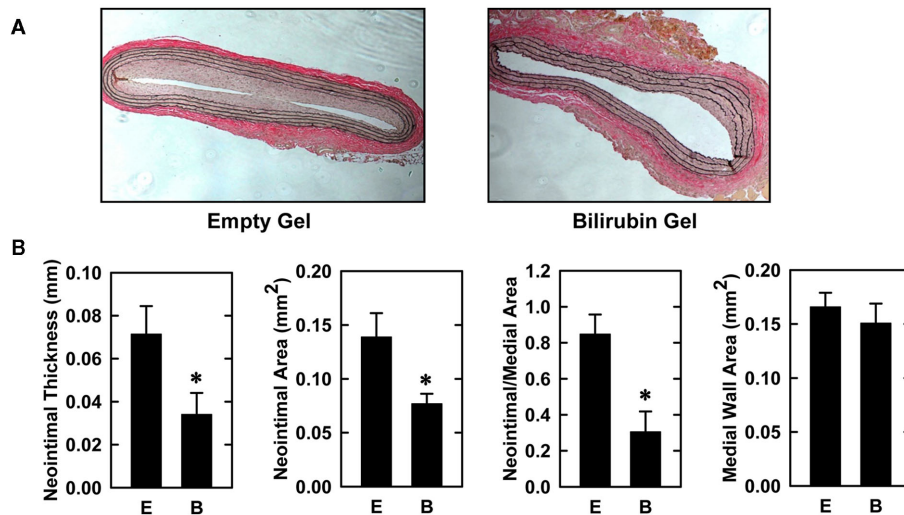 A
Empty Gel
Bilirubin Gel
B
Neointimal Thickness (mm)
0.10
0.08
0.06
0.04
0.02
0.00
*
E B
Neointimal Area (mm²)
0.20
0.15
0.10
0.05
0.00
*
E B
Neointimal/Medial Area
1.2
1.0
0.8
0.6
0.4
0.2
0.0
*
E B
Medial Wall Area (mm²)
0.20
0.15
0.10
0.05
0.00
E B